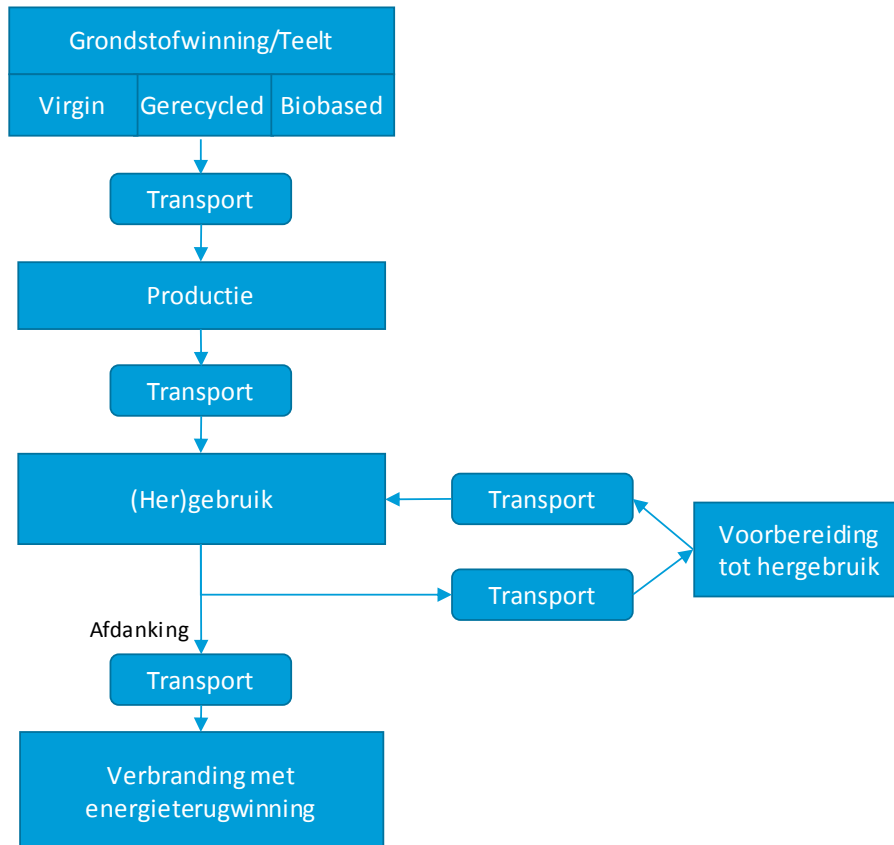 Grondstofwinning/Teelt
Virgin
Gerecycled
Biobased
Transport
Productie
Transport
(Her)gebruik
Transport
Voorbereiding
tot hergebruik
Transport
Afdanking
Transport
Verbranding met
energieterugwinning